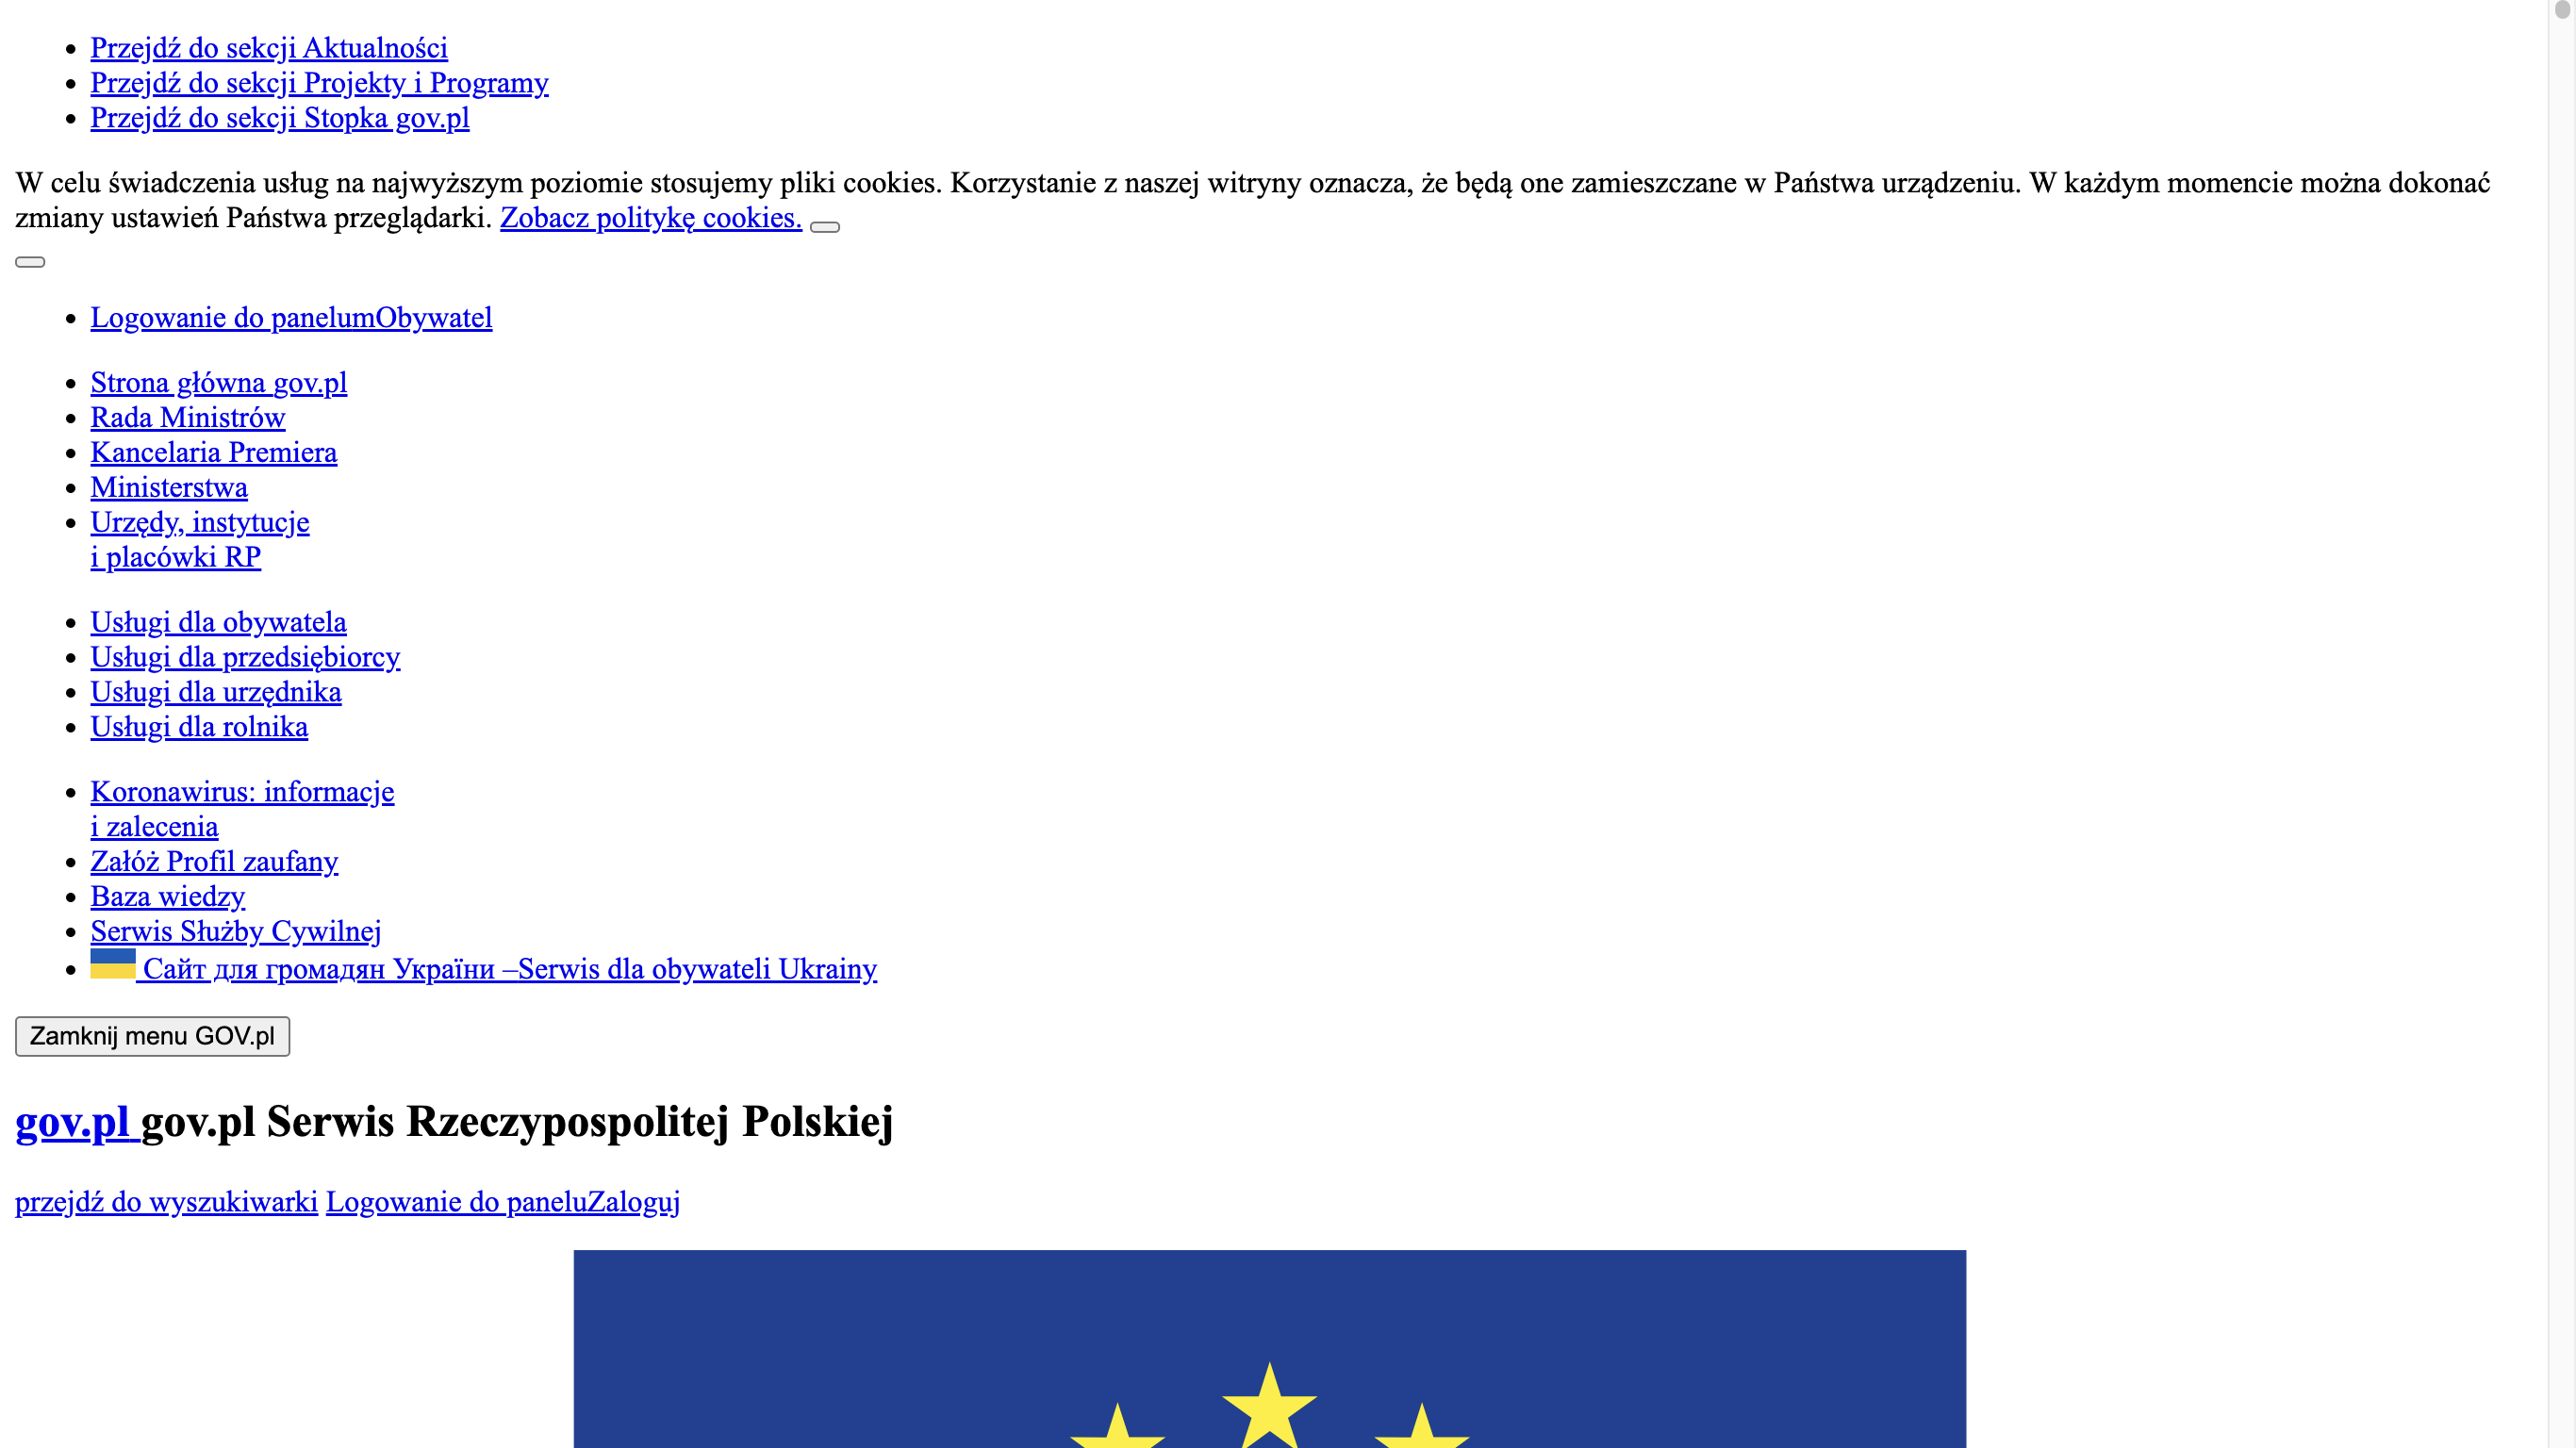 Przejdź do sekcji Aktualności
Przejdź do sekcji Projekty i Programy
Przejdź do sekcji Stopka gov.pl
W celu świadczenia usług na najwyższym poziomie stosujemy pliki cookies. Korzystanie z naszej witryny oznacza, że będą one zamieszczane w Państwa urządzeniu. W każdym momencie można dokonać
zmiany ustawień Państwa przeglądarki. Zobacz politykę cookies.
Logowanie do panelumObywatel
Strona główna gov.pl
Rada Ministrów
Kancelaria Premiera
Ministerstwa
Urzędy, instytucje
i placówki RP
Usługi dla obywatela
Usługi dla przedsiębiorcy
Usługi dla urzędnika
Usługi dla rolnika
Koronawirus: informacje
i zalecenia
Załóż Profil zaufany
Baza wiedzy
Serwis Służby Cywilnej
Сайт для громадян України –Serwis dla obywateli Ukrainy
Zamknij menu GOV.pl
gov.pl gov.pl Serwis Rzeczypospolitej Polskiej
przejdź do wyszukiwarki Logowanie do paneluZaloguj